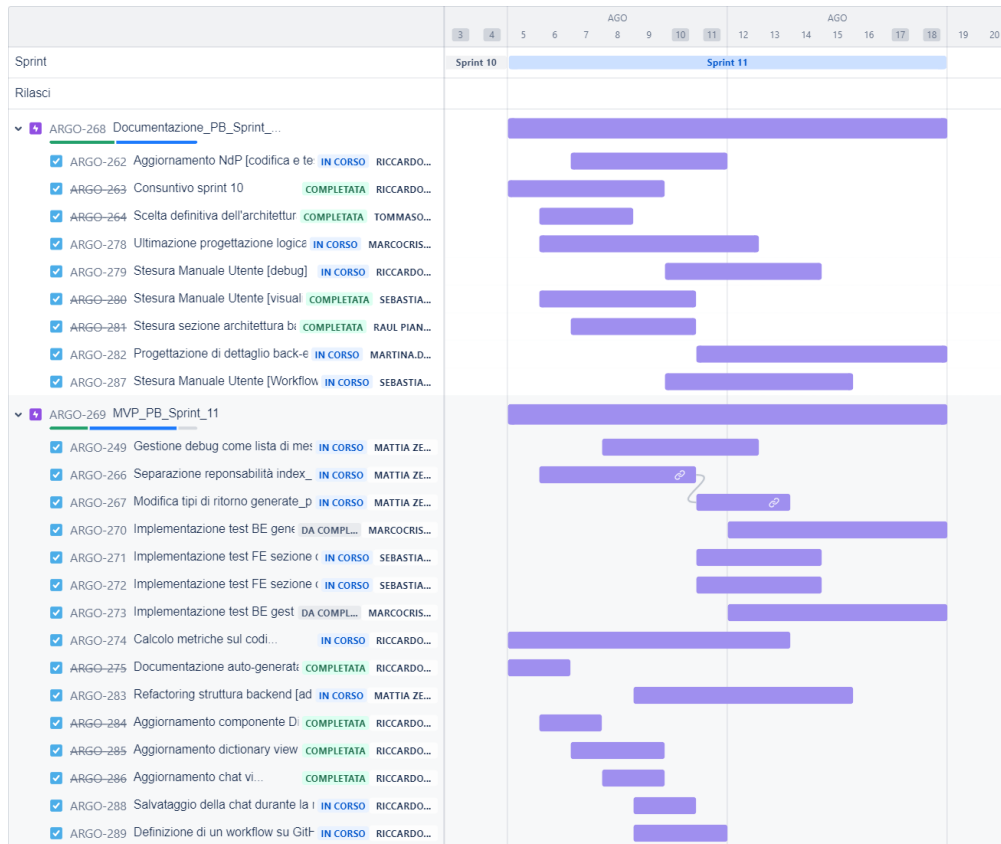 AGO AGO
3 4 5 6 7 8 9 10 11 12 13 14 15 16 17 18 19 20
Sprint Sprint 10 Sprint 11
Rilasci
ARGO-268 Documentazione_PB_Sprint_...
ARGO-262 Aggiornamento NdP [codifica e te IN CORSO RICCARDO...
ARGO-263 Consuntivo sprint 10 COMPLETATA RICCARDO...
ARGO-264 Scelta definitiva dell'architettur COMPLETATA TOMMASO...
ARGO-278 Ultimazione progettazione logica IN CORSO MARCOCRIS...
ARGO-279 Stesura Manuale Utente [debug] IN CORSO RICCARDO...
ARGO-280 Stesura Manuale Utente [visual COMPLETATA SEBASTIA...
ARGO-281 Stesura sezione architettura ba COMPLETATA RAUL PIAN...
ARGO-282 Progettazione di dettaglio back-e IN CORSO MARTINA.D...
ARGO-287 Stesura Manuale Utente [Workflow IN CORSO SEBASTIA...
ARGO-269 MVP_PB_Sprint_11
ARGO-249 Gestione debug come lista di mes IN CORSO MATTIA ZE...
ARGO-266 Separazione reponsabilità index_ IN CORSO MATTIA ZE...
ARGO-267 Modifica tipi di ritorno generate_p IN CORSO MATTIA ZE...
ARGO-270 Implementazione test BE gene DA COMPL... MARCOCRIS...
ARGO-271 Implementazione test FE sezione IN CORSO SEBASTIA...
ARGO-272 Implementazione test FE sezione IN CORSO SEBASTIA...
ARGO-273 Implementazione test BE gest DA COMPL... MARCOCRIS...
ARGO-274 Calcolo metriche sul codi... IN CORSO RICCARDO...
ARGO-275 Documentazione auto-generata COMPLETATA RICCARDO...
ARGO-283 Refactoring struttura backend [ad IN CORSO MATTIA ZE...
ARGO-284 Aggiornamento componente Di COMPLETATA RICCARDO...
ARGO-285 Aggiornamento dictionary view COMPLETATA RICCARDO...
ARGO-286 Aggiornamento chat vi... COMPLETATA RICCARDO...
ARGO-288 Salvataggio della chat durante la IN CORSO RICCARDO...
ARGO-289 Definizione di un workflow su GitH IN CORSO RICCARDO...